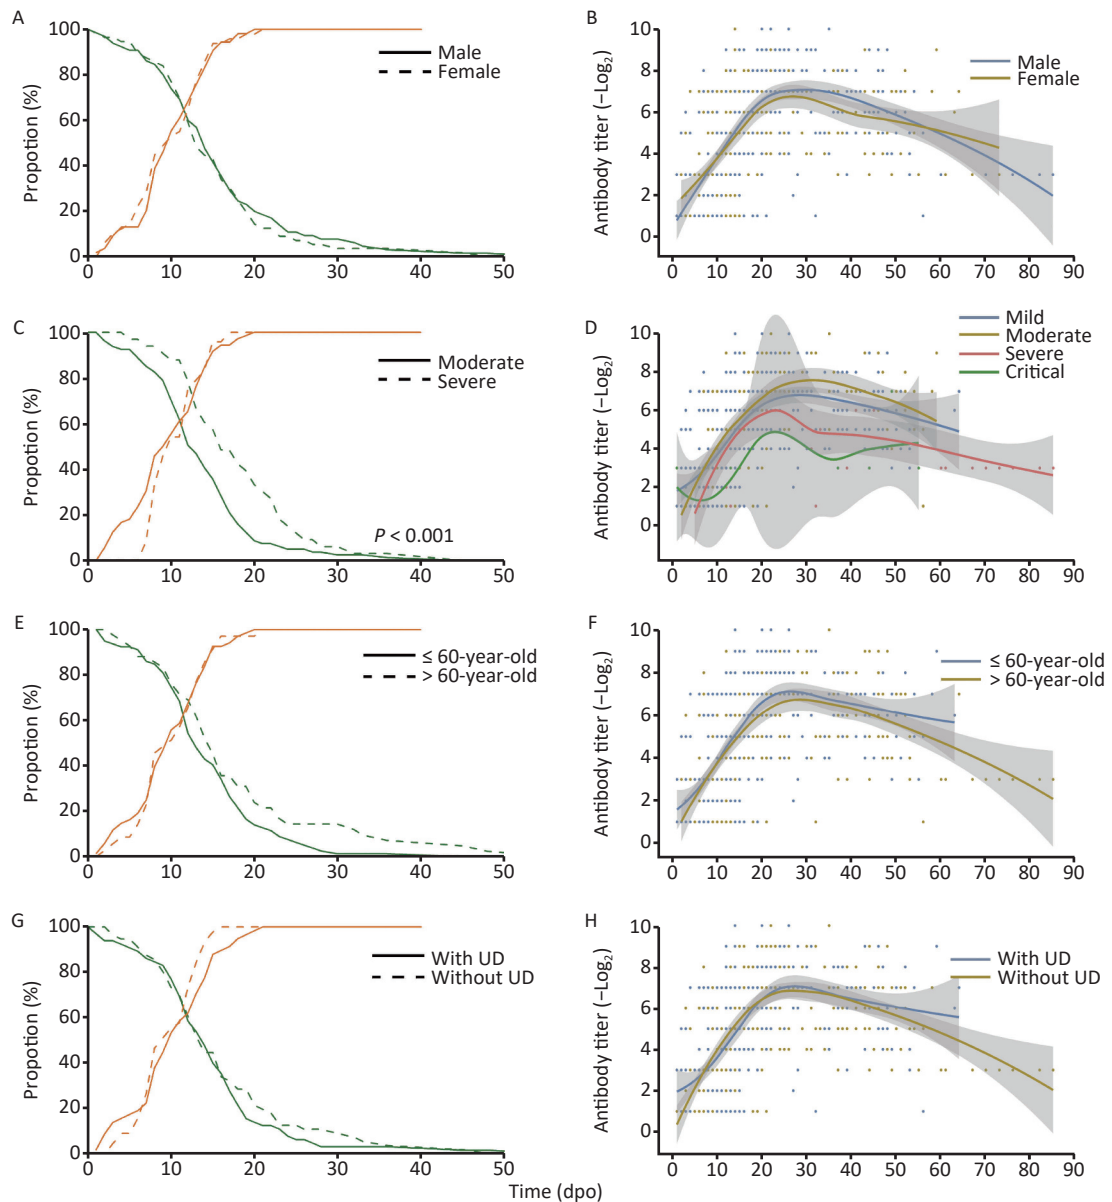 A
100
80
60
40
20
0
Propotion (%)
Male
Female
0 10 20 30 40 50
B
10
8
6
4
2
0
Antibody titer (−Log₂)
Male
Female
0 10 20 30 40 50 60 70 80 90
C
100
80
60
40
20
0
Propotion (%)
Moderate
Severe
P < 0.001
0 10 20 30 40 50
D
10
8
6
4
2
0
Antibody titer (−Log₂)
Mild
Moderate
Severe
Critical
0 10 20 30 40 50 60 70 80 90
E
100
80
60
40
20
0
Propotion (%)
≤ 60-year-old
> 60-year-old
0 10 20 30 40 50
F
10
8
6
4
2
0
Antibody titer (−Log₂)
≤ 60-year-old
> 60-year-old
0 10 20 30 40 50 60 70 80 90
G
100
80
60
40
20
0
Propotion (%)
With UD
Without UD
0 10 20 30 40 50
H
10
8
6
4
2
0
Antibody titer (−Log₂)
With UD
Without UD
0 10 20 30 40 50 60 70 80 90
Time (dpo)